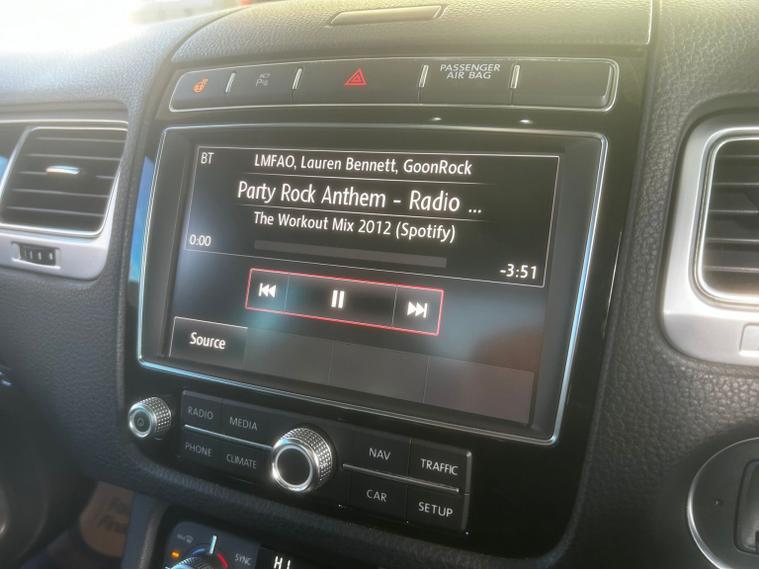 PASSENGER
AIR BAG
BT
LMFAO, Lauren Bennett, GoonRock
Party Rock Anthem - Radio ...
The Workout Mix 2012 (Spotify)
0:00
-3:51
Source
RADIO
MEDIA
PHONE
CLIMATE
NAV
TRAFFIC
CAR
SETUP
SYNC
HI